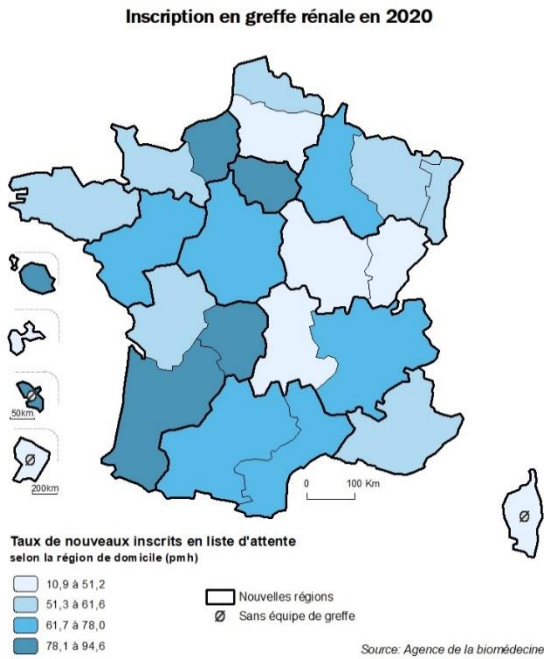 Inscription en greffe rénale en 2020
50km
200km
0 100 Km
Taux de nouveaux inscrits en liste d'attente
selon la région de domicile (pmh)
10,9 à 51,2
51,3 à 61,6
61,7 à 78,0
78,1 à 94,6
Nouvelles régions
Sans équipe de greffe
Source: Agence de la biomédecine